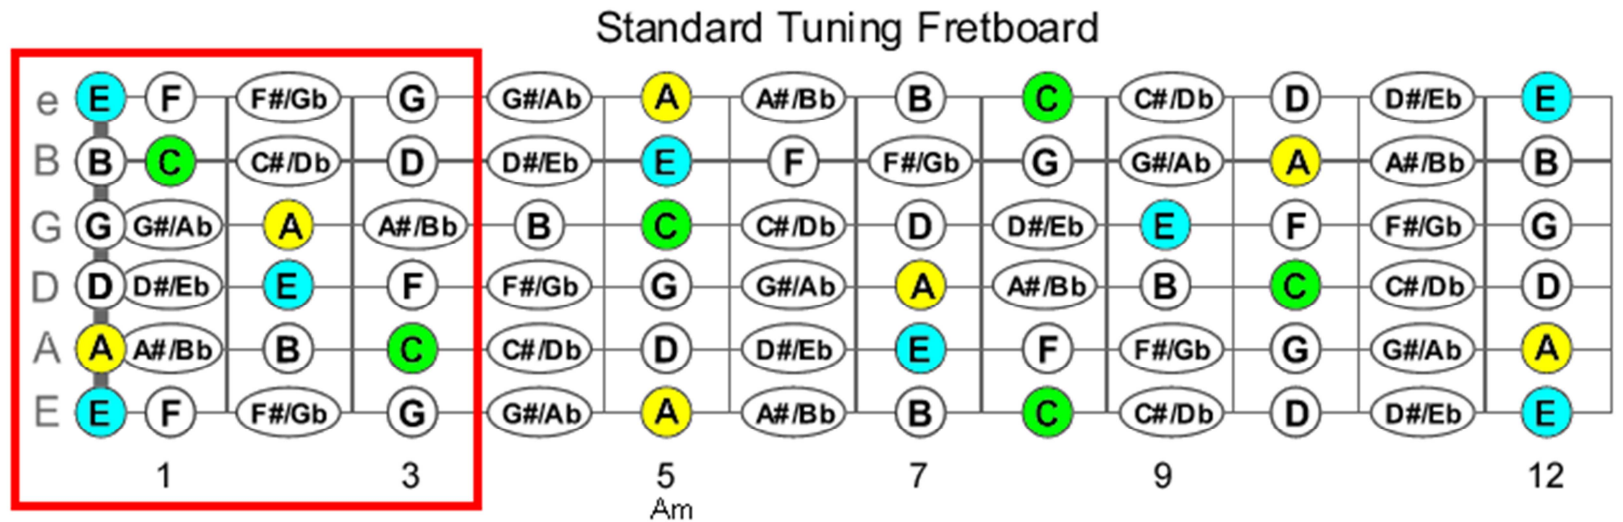 Standard Tuning Fretboard
e E F F#/Gb G G#/Ab A A#/Bb B C C#/Db D D#/Eb E
B B C C#/Db D D#/Eb E F F#/Gb G G#/Ab A A#/Bb B
G G G#/Ab A A#/Bb B C C#/Db D D#/Eb E F F#/Gb G
D D D#/Eb E F F#/Gb G G#/Ab A A#/Bb B C C#/Db D
A A A#/Bb B C C#/Db D D#/Eb E F F#/Gb G G#/Ab A
E E F F#/Gb G G#/Ab A A#/Bb B C C#/Db D D#/Eb E
1 3 5 7 9 12
Am